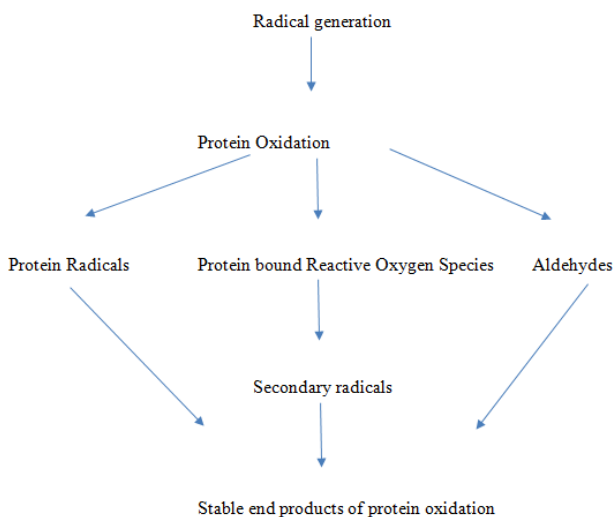 Radical generation
Protein Oxidation
Protein Radicals
Protein bound Reactive Oxygen Species
Aldehydes
Secondary radicals
Stable end products of protein oxidation